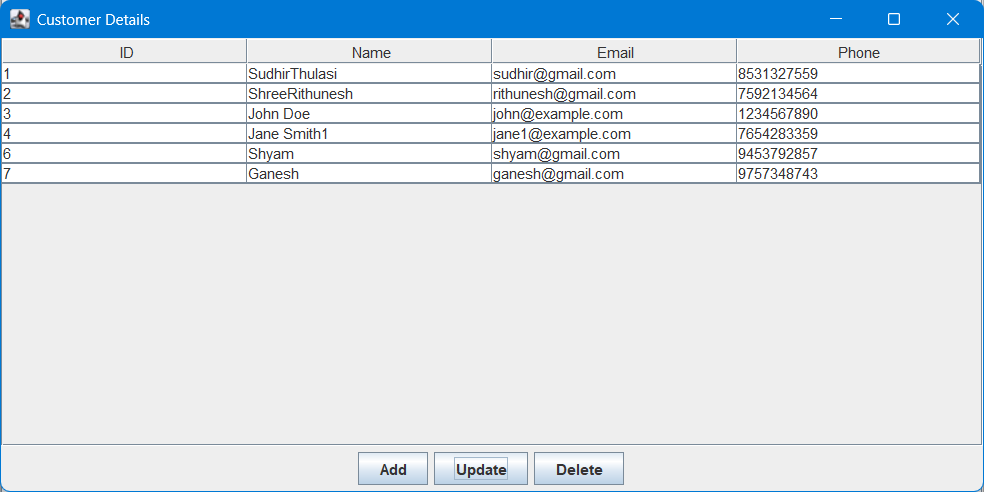 Customer Details
ID Name Email Phone
1 SudhirThulasi sudhir@gmail.com 8531327559
2 ShreeRithunesh rithunesh@gmail.com 7592134564
3 John Doe john@example.com 1234567890
4 Jane Smith1 jane1@example.com 7654283359
6 Shyam shyam@gmail.com 9453792857
7 Ganesh ganesh@gmail.com 9757348743
Add Update Delete